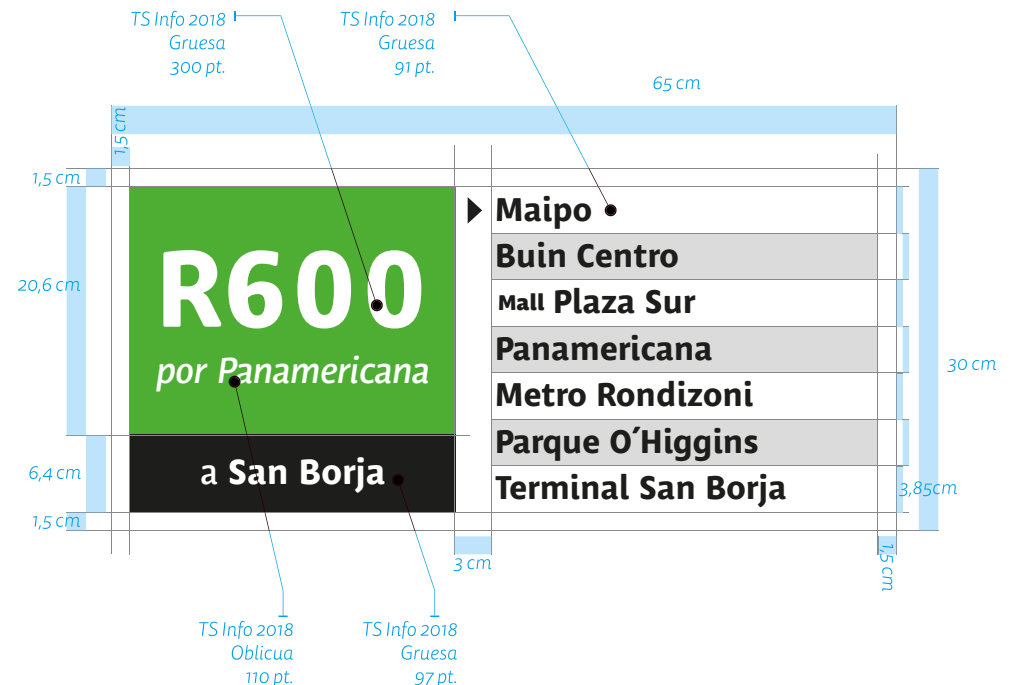 TS Info 2018
Gruesa
300 pt.
TS Info 2018
Gruesa
91 pt.
65 cm
1,5 cm
1,5 cm
20,6 cm
6,4 cm
1,5 cm
R600
por Panamericana
a San Borja
Maipo
Buin Centro
Mall Plaza Sur
Panamericana
Metro Rondizoni
Parque O´Higgins
Terminal San Borja
30 cm
3,85cm
3 cm
1,5 cm
TS Info 2018
Oblicua
110 pt.
TS Info 2018
Gruesa
97 pt.